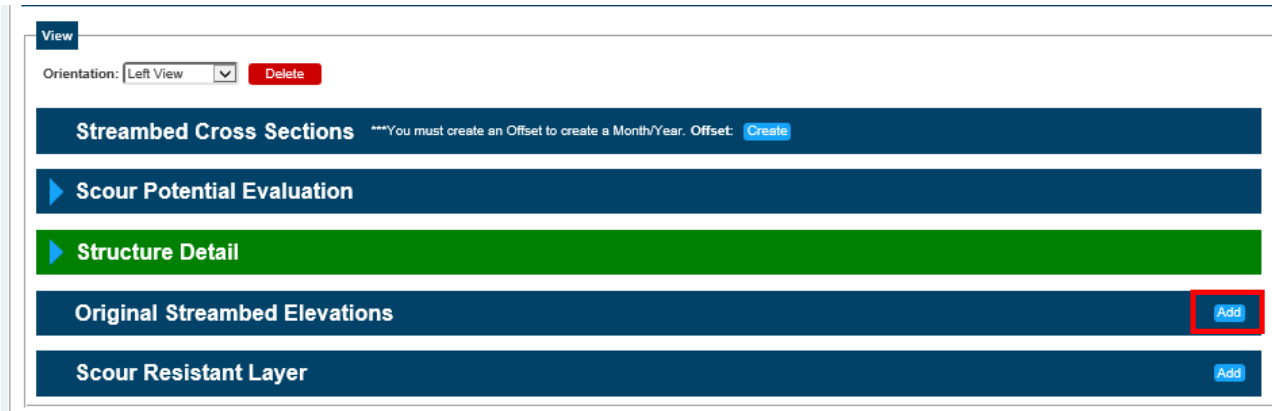 View
Orientation: Left View Delete
Streambed Cross Sections ***You must create an Offset to create a Month/Year. Offset: Create
Scour Potential Evaluation
Structure Detail
Original Streambed Elevations Add
Scour Resistant Layer Add